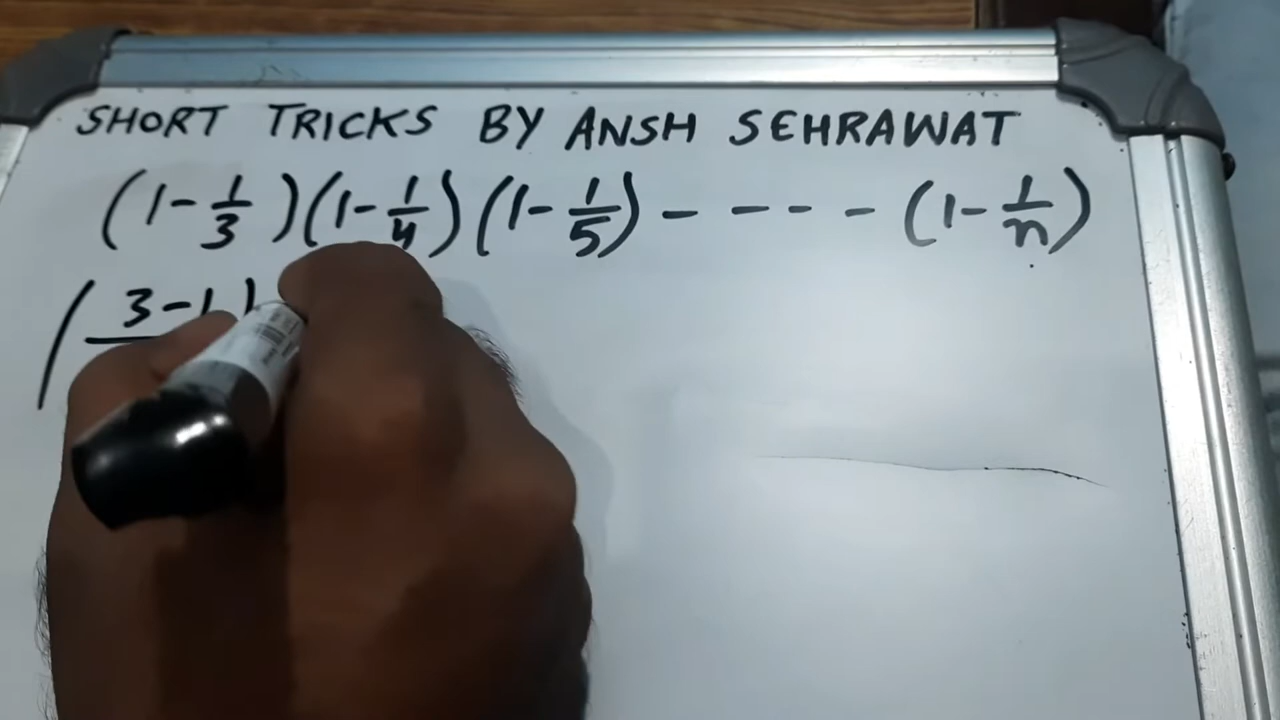 SHORT TRICKS BY ANSH SEHRAWAT
(1-1/3)(1-1/4)(1-1/5)- - - - -(1-1/n)
(3-1)